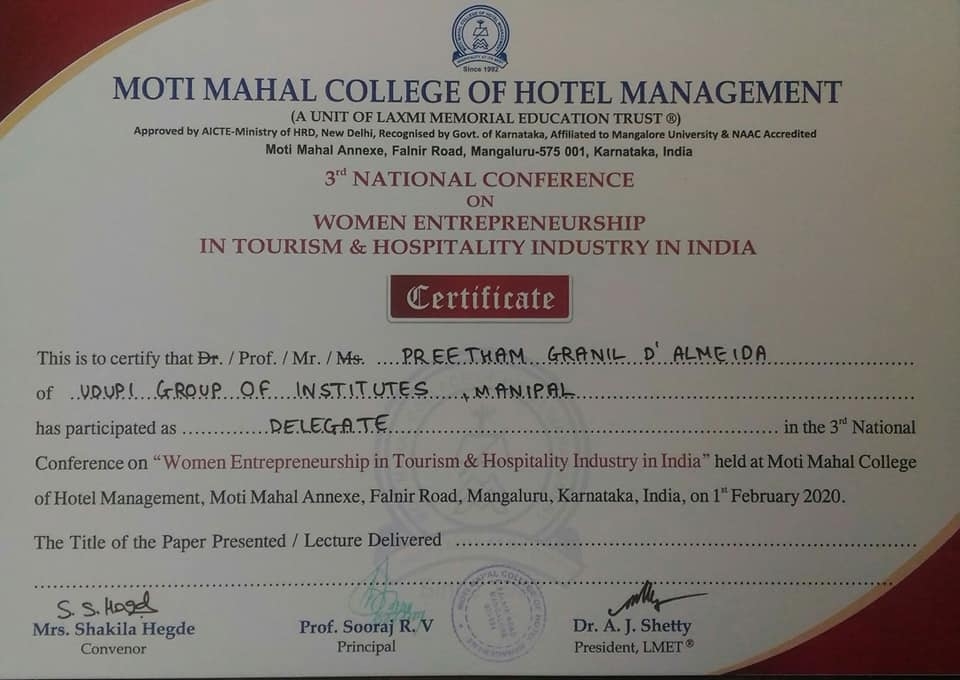 Since 1992
MOTI MAHAL COLLEGE OF HOTEL MANAGEMENT
(A UNIT OF LAXMI MEMORIAL EDUCATION TRUST ®)
Approved by AICTE-Ministry of HRD, New Delhi, Recognised by Govt. of Karnataka, Affiliated to Mangalore University & NAAC Accredited
Moti Mahal Annexe, Falnir Road, Mangaluru-575 001, Karnataka, India
3rd NATIONAL CONFERENCE
ON
WOMEN ENTREPRENEURSHIP
IN TOURISM & HOSPITALITY INDUSTRY IN INDIA
Certificate
This is to certify that Dr. / Prof. / Mr. / Ms. ...PREETHAM GRANIL D' ALMEIDA
of ..UDUPI GROUP OF INSTITUTES, MANIPAL
has participated as .............DELEGATE............. in the 3rd National
Conference on "Women Entrepreneurship in Tourism & Hospitality Industry in India" held at Moti Mahal College
of Hotel Management, Moti Mahal Annexe, Falnir Road, Mangaluru, Karnataka, India, on 1st February 2020.
The Title of the Paper Presented / Lecture Delivered
S. S. Hegd
Mrs. Shakila Hegde
Convenor
Prof. Sooraj R. V
Principal
Dr. A. J. Shetty
President, LMET®